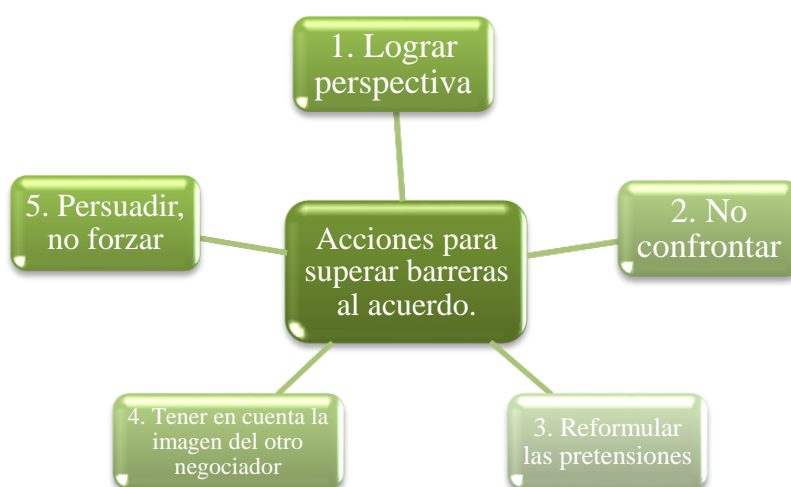 1. Lograr
perspectiva
5. Persuadir,
no forzar
Acciones para
superar barreras
al acuerdo.
2. No
confrontar
4. Tener en cuenta la
imagen del otro
negociador
3. Reformular
las pretensiones